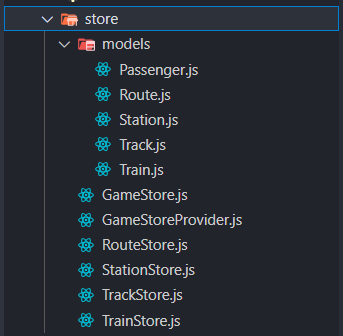 store
models
Passenger.js
Route.js
Station.js
Track.js
Train.js
GameStore.js
GameStoreProvider.js
RouteStore.js
StationStore.js
TrackStore.js
TrainStore.js